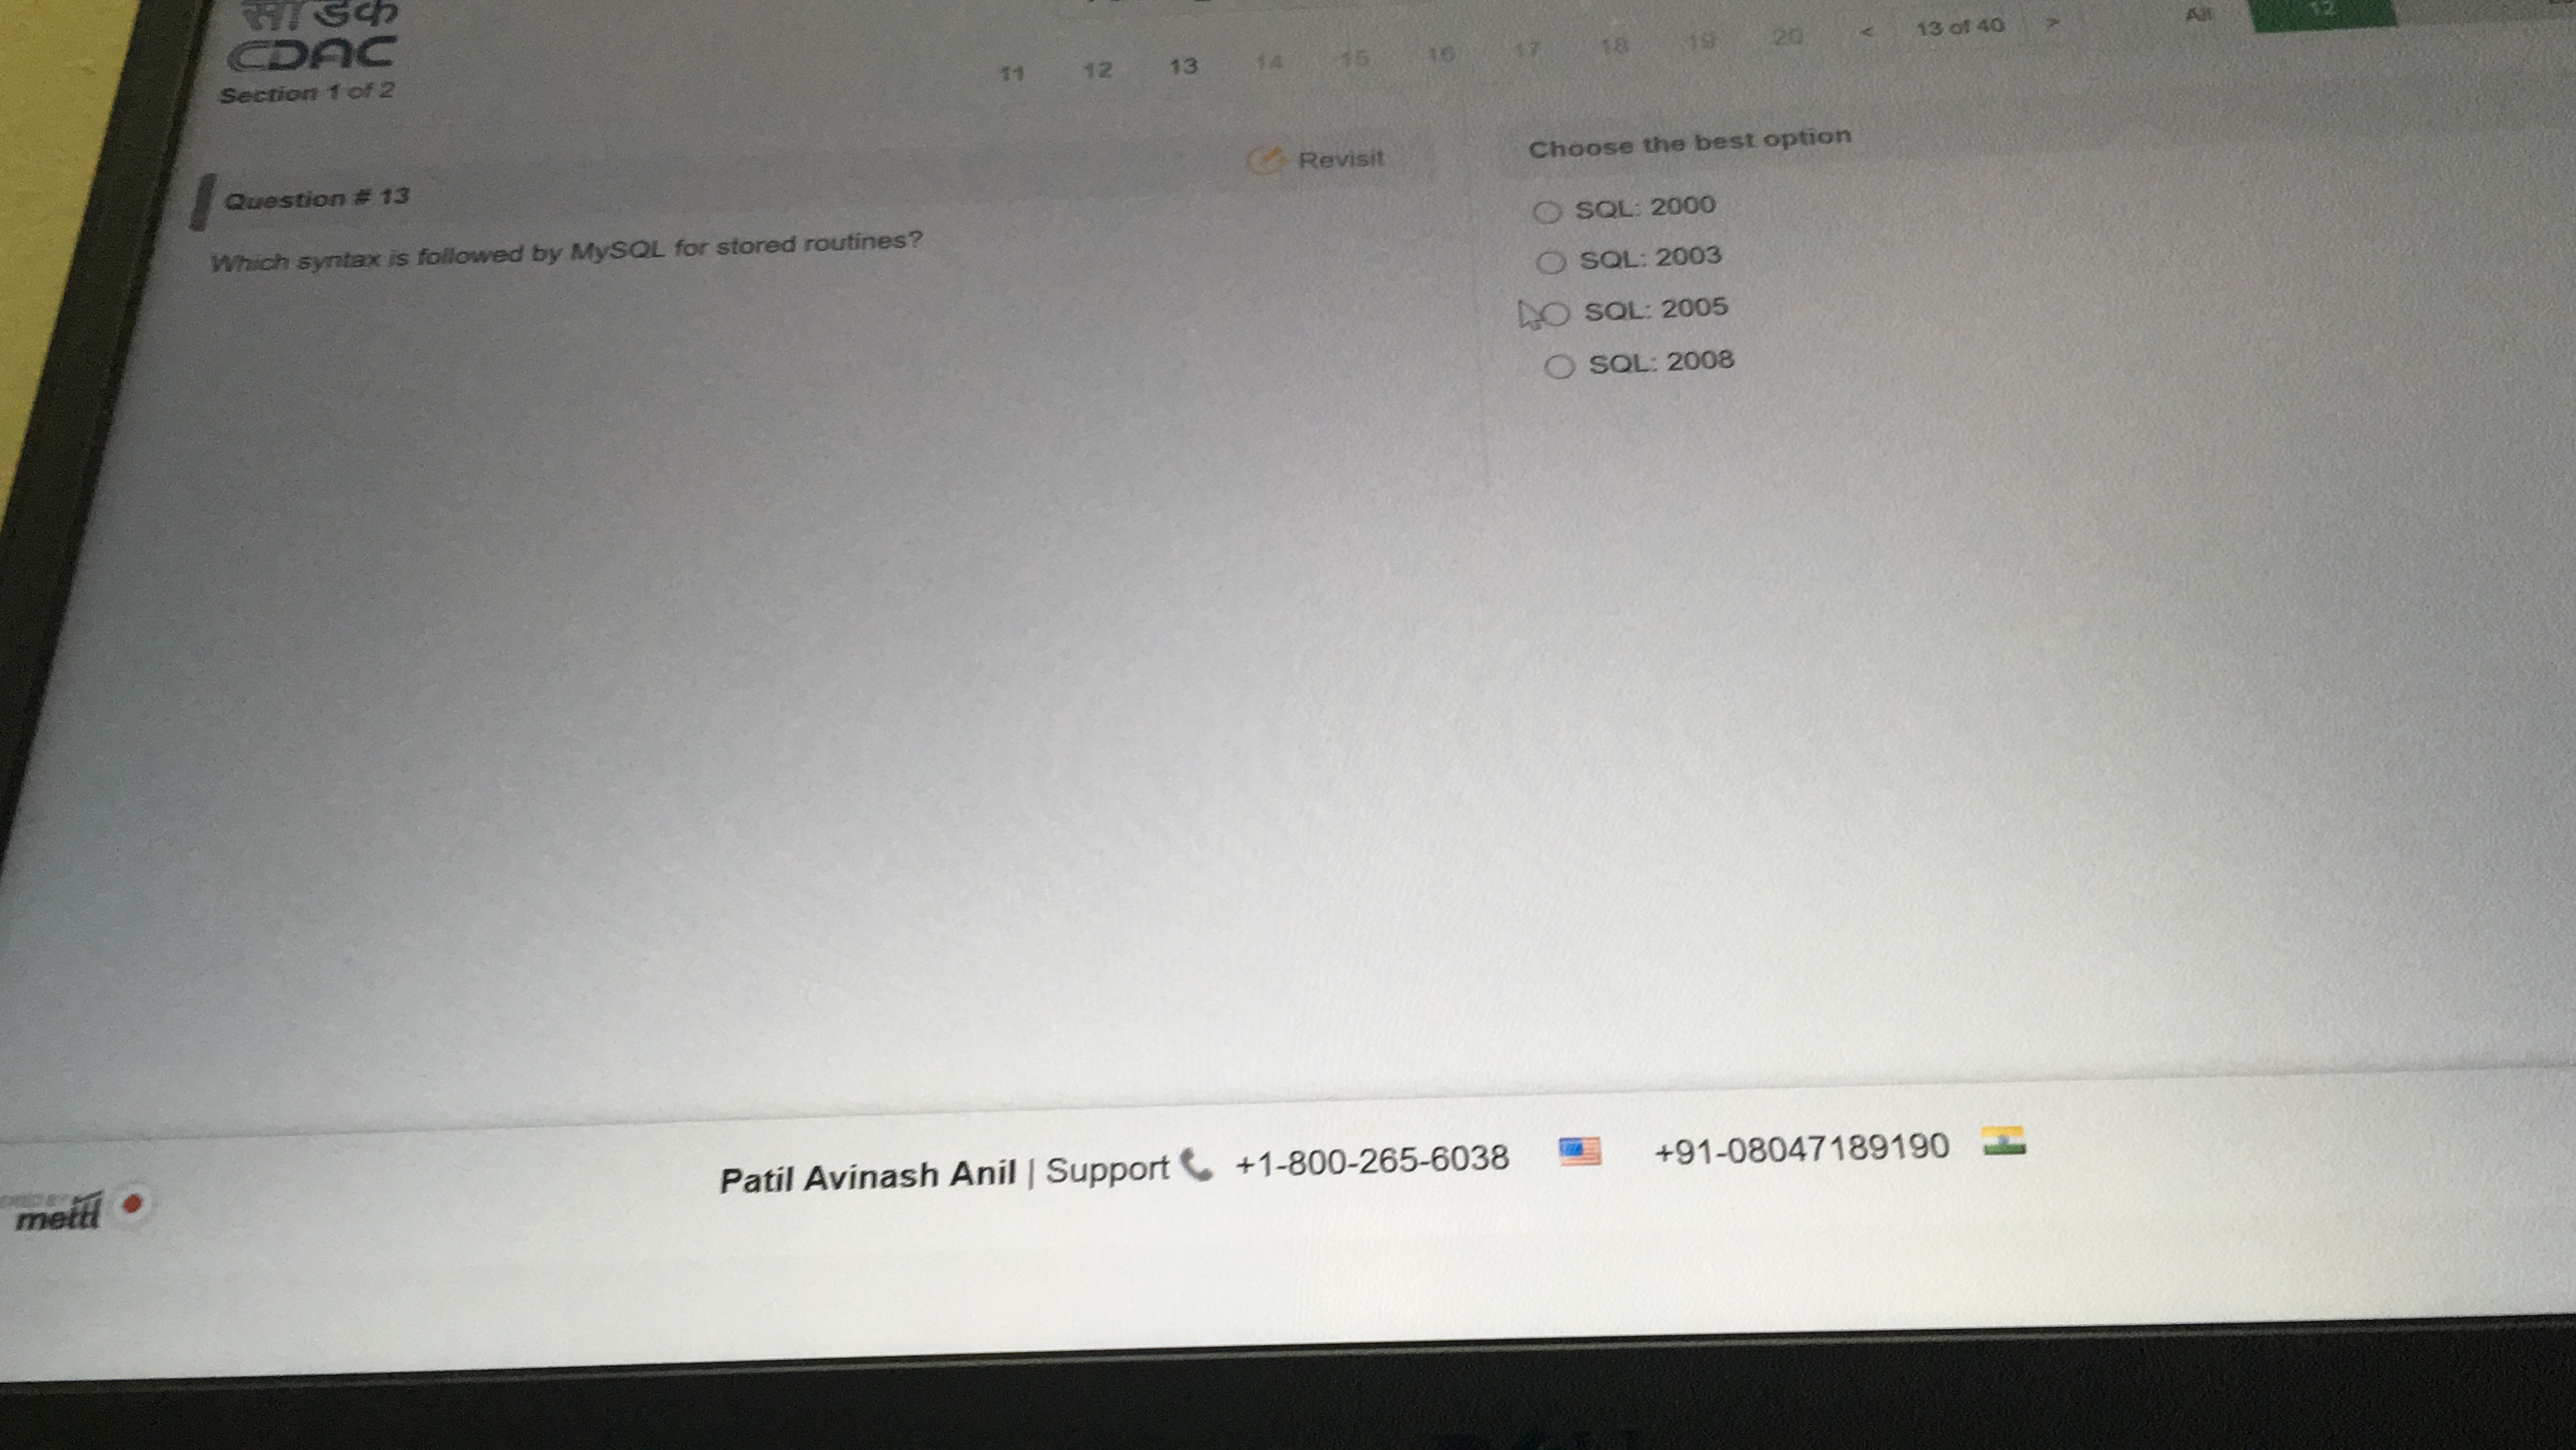 सी डैक
CDAC
Section 1 of 2
11 12 13 14 15 16 17 18 19 20 < 13 of 40 > All 12
Question # 13
Revisit
Which syntax is followed by MySQL for stored routines?
Choose the best option
SQL: 2000
SQL: 2003
SQL: 2005
SQL: 2008
mettl
Patil Avinash Anil | Support +1-800-265-6038 +91-08047189190